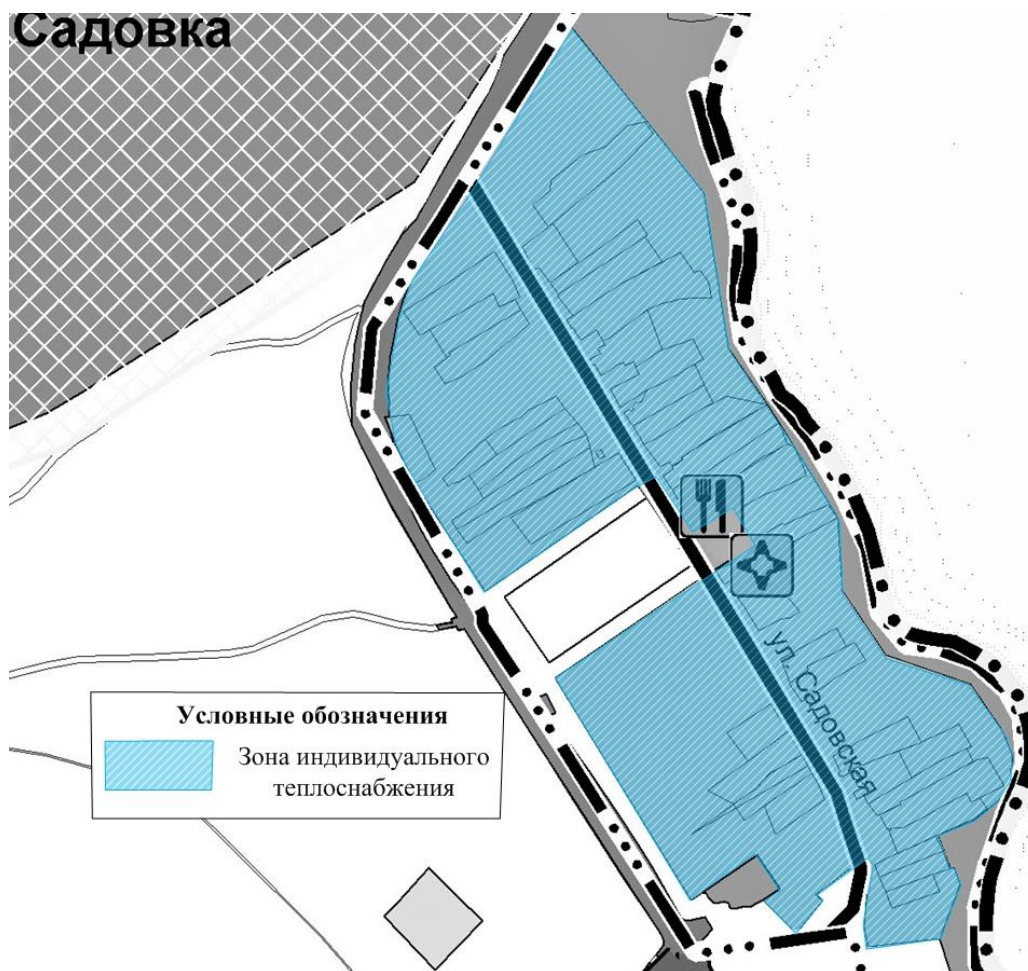 Садовка
ул. Садовская
Условные обозначения
Зона индивидуального
теплоснабжения